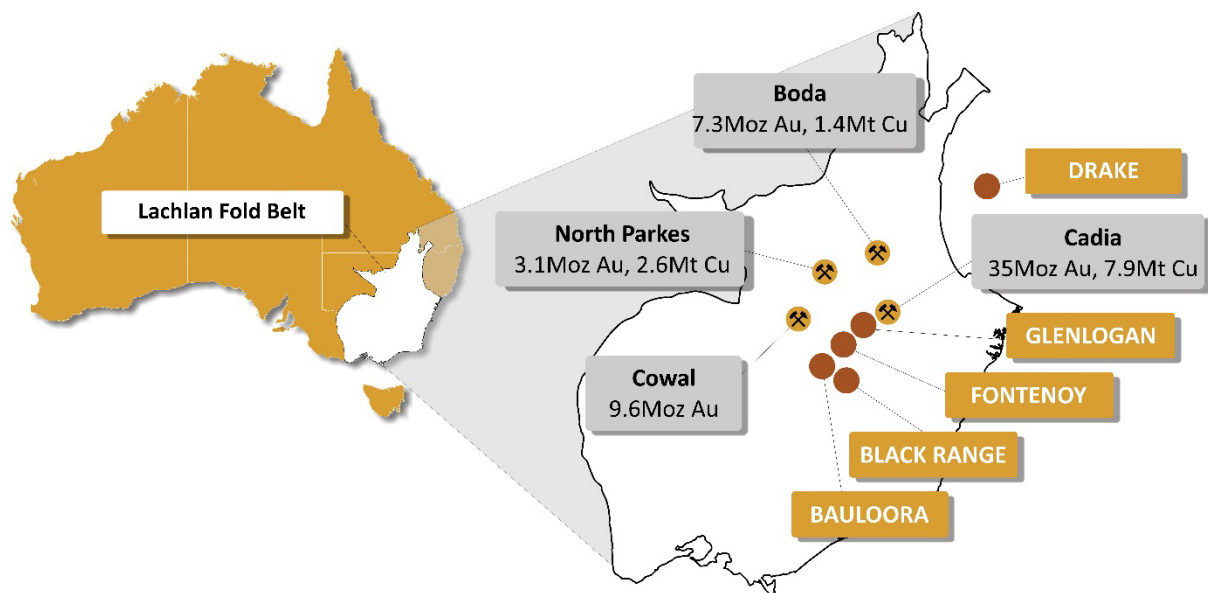 Lachlan Fold Belt
Boda
7.3Moz Au, 1.4Mt Cu
DRAKE
North Parkes
3.1Moz Au, 2.6Mt Cu
Cadia
35Moz Au, 7.9Mt Cu
GLENLOGAN
Cowal
9.6Moz Au
FONTENOY
BLACK RANGE
BAULOORA